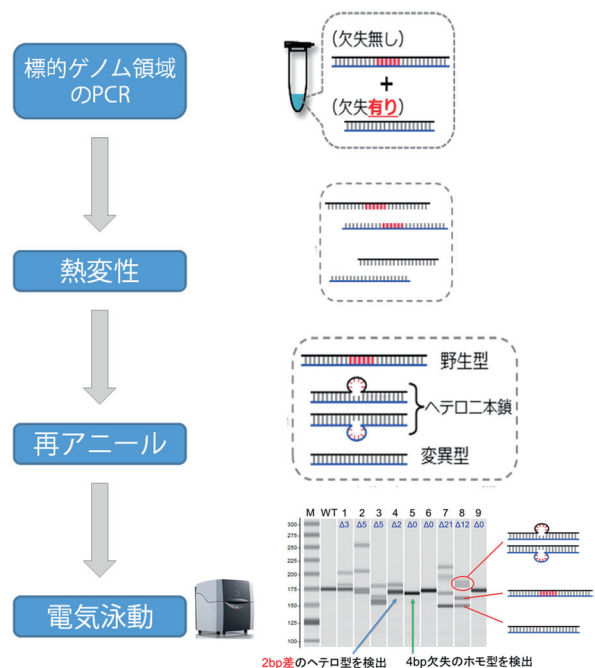 標的ゲノム領域
のPCR
(欠失無し)
+
(欠失有り)
熱変性
野生型
ヘテロ二本鎖
再アニール
変異型
M WT 1 2 3 4 5 6 7 8 9
Δ3 Δ5 Δ5 Δ2 Δ0 Δ0 Δ21 Δ12 Δ0
300
275
250
225
200
175
150
125
100
電気泳動
2bp差のヘテロ型を検出
4bp欠失のホモ型を検出